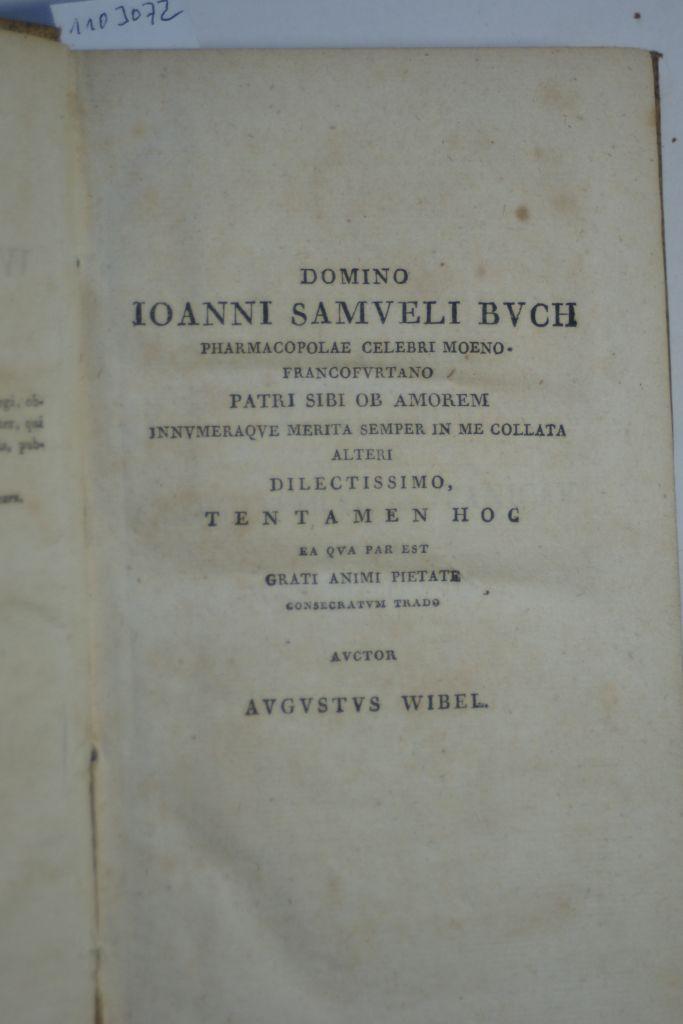 1103072
DOMINO
IOANNI SAMVELI BVCH
PHARMACOPOLAE CELEBRI MOENO-
FRANCOFVRTANO
PATRI SIBI OB AMOREM
INNVMERAQVE MERITA SEMPER IN ME COLLATA
ALTERI
DILECTISSIMO,
TENTAMEN HOC
EA QVA PAR EST
GRATI ANIMI PIETATE
CONSECRATVM TRADO
AVCTOR
AVGVSTVS WIBEL.